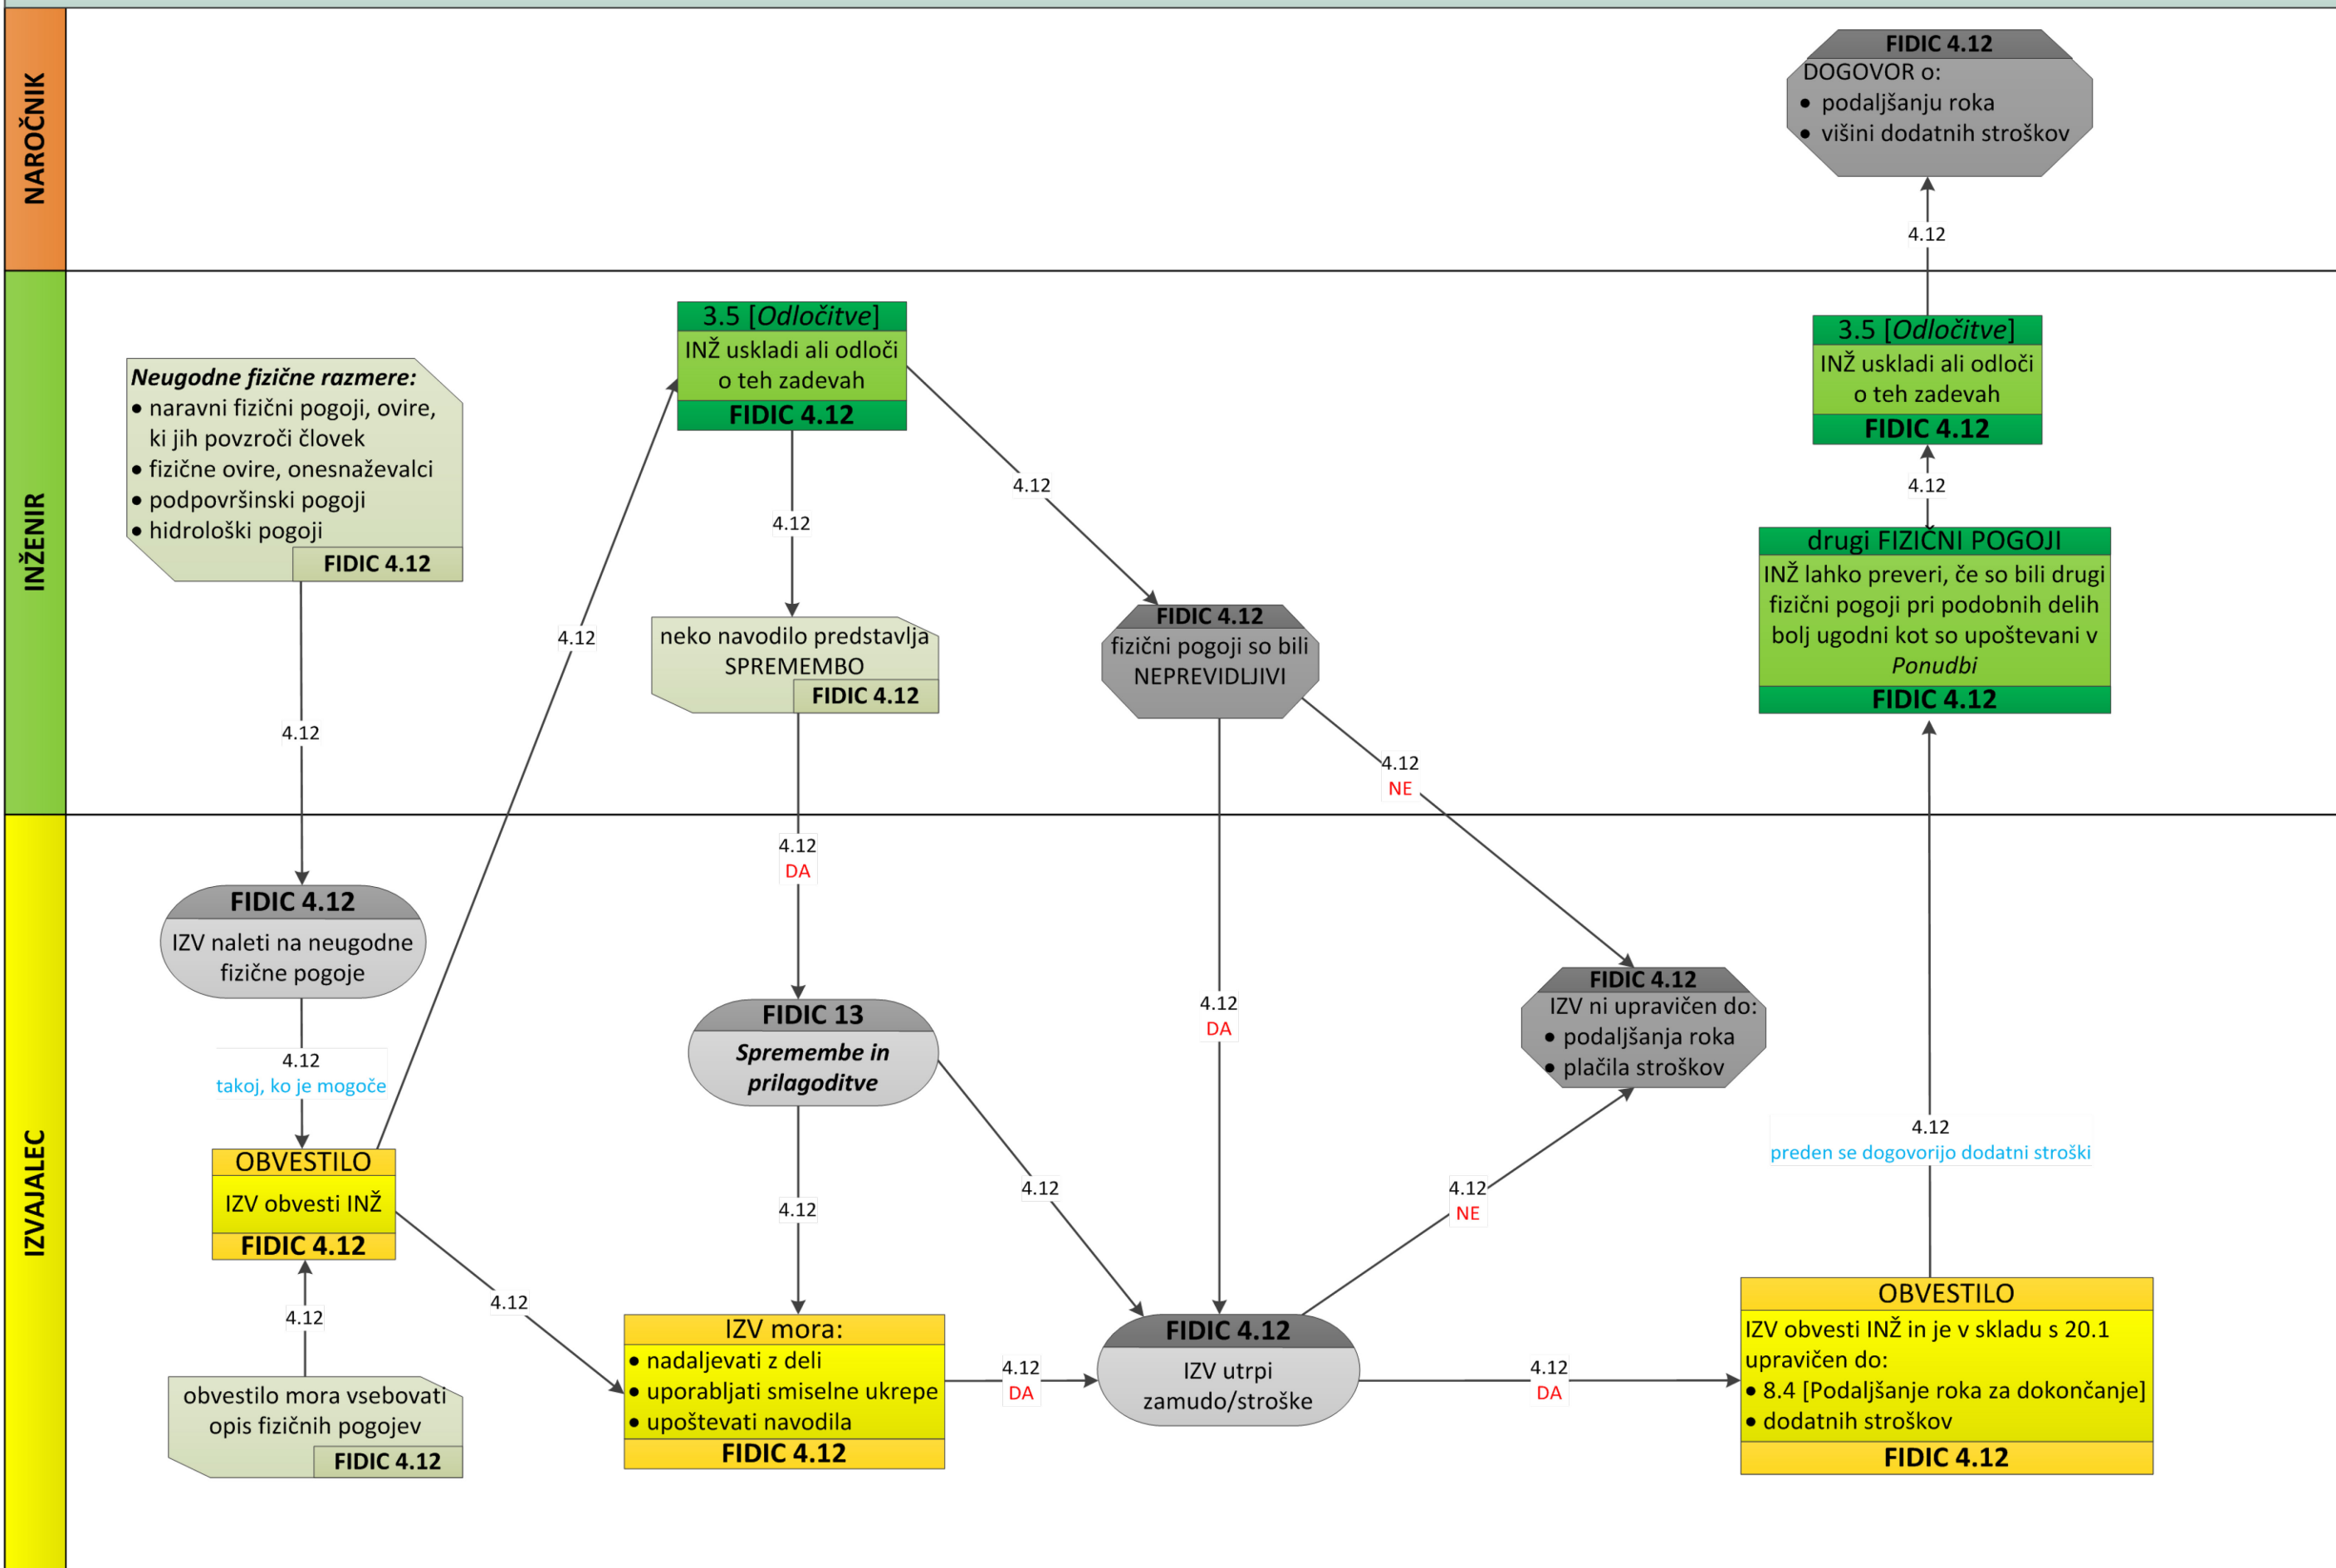 NAROČNIK
FIDIC 4.12
DOGOVOR o:
• podaljšanju roka
• višini dodatnih stroškov
4.12
INŽENIR
Neugodne fizične razmere:
• naravni fizični pogoji, ovire,
ki jih povzroči človek
• fizične ovire, onesnaževalci
• podpovršinski pogoji
• hidrološki pogoji
FIDIC 4.12
4.12
3.5 [Odločitve]
INŽ uskladi ali odloči
o teh zadevah
FIDIC 4.12
4.12
4.12
4.12
neko navodilo predstavlja
SPREMEMBO
FIDIC 4.12
FIDIC 4.12
fizični pogoji so bili
NEPREVIDLJIVI
4.12
NE
3.5 [Odločitve]
INŽ uskladi ali odloči
o teh zadevah
FIDIC 4.12
4.12
drugi FIZIČNI POGOJI
INŽ lahko preveri, če so bili drugi
fizični pogoji pri podobnih delih
bolj ugodni kot so upoštevani v
Ponudbi
FIDIC 4.12
IZVAJALEC
FIDIC 4.12
IZV naleti na neugodne
fizične pogoje
4.12
takoj, ko je mogoče
OBVESTILO
IZV obvesti INŽ
FIDIC 4.12
4.12
obvestilo mora vsebovati
opis fizičnih pogojev
FIDIC 4.12
4.12
4.12
DA
FIDIC 13
Spremembe in
prilagoditve
4.12
4.12
IZV mora:
• nadaljevati z deli
• uporabljati smiselne ukrepe
• upoštevati navodila
FIDIC 4.12
4.12
DA
4.12
DA
FIDIC 4.12
IZV utrpi
zamudo/stroške
4.12
NE
FIDIC 4.12
IZV ni upravičen do:
• podaljšanja roka
• plačila stroškov
4.12
DA
4.12
preden se dogovorijo dodatni stroški
OBVESTILO
IZV obvesti INŽ in je v skladu s 20.1
upravičen do:
• 8.4 [Podaljšanje roka za dokončanje]
• dodatnih stroškov
FIDIC 4.12